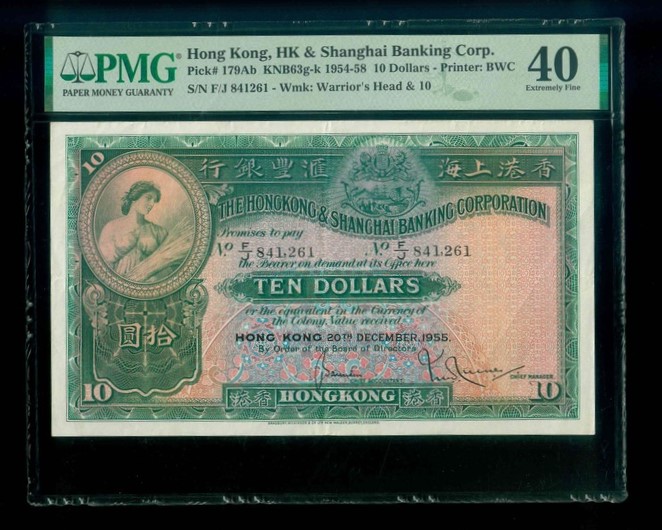 PMG
PAPER MONEY GUARANTY
Hong Kong, HK & Shanghai Banking Corp.
Pick# 179Ab KNB63g-k 1954-58 10 Dollars - Printer: BWC
S/N F/J 841261 - Wmk: Warrior's Head & 10
40
Extremely Fine
10
行銀豐滙 海上港香
THE HONGKONG & SHANGHAI BANKING CORPORATION
Promises to pay
No F/J 841,261 No F/J 841,261
The Bearer on demand at its Office here
TEN DOLLARS
or the equivalent in the Currency of
the Colony, Value received
圓拾
HONG KONG 20TH DECEMBER, 1955.
By Order of the Board of Directors
CHIEF MANAGER
10 港香 HONGKONG 港香 10